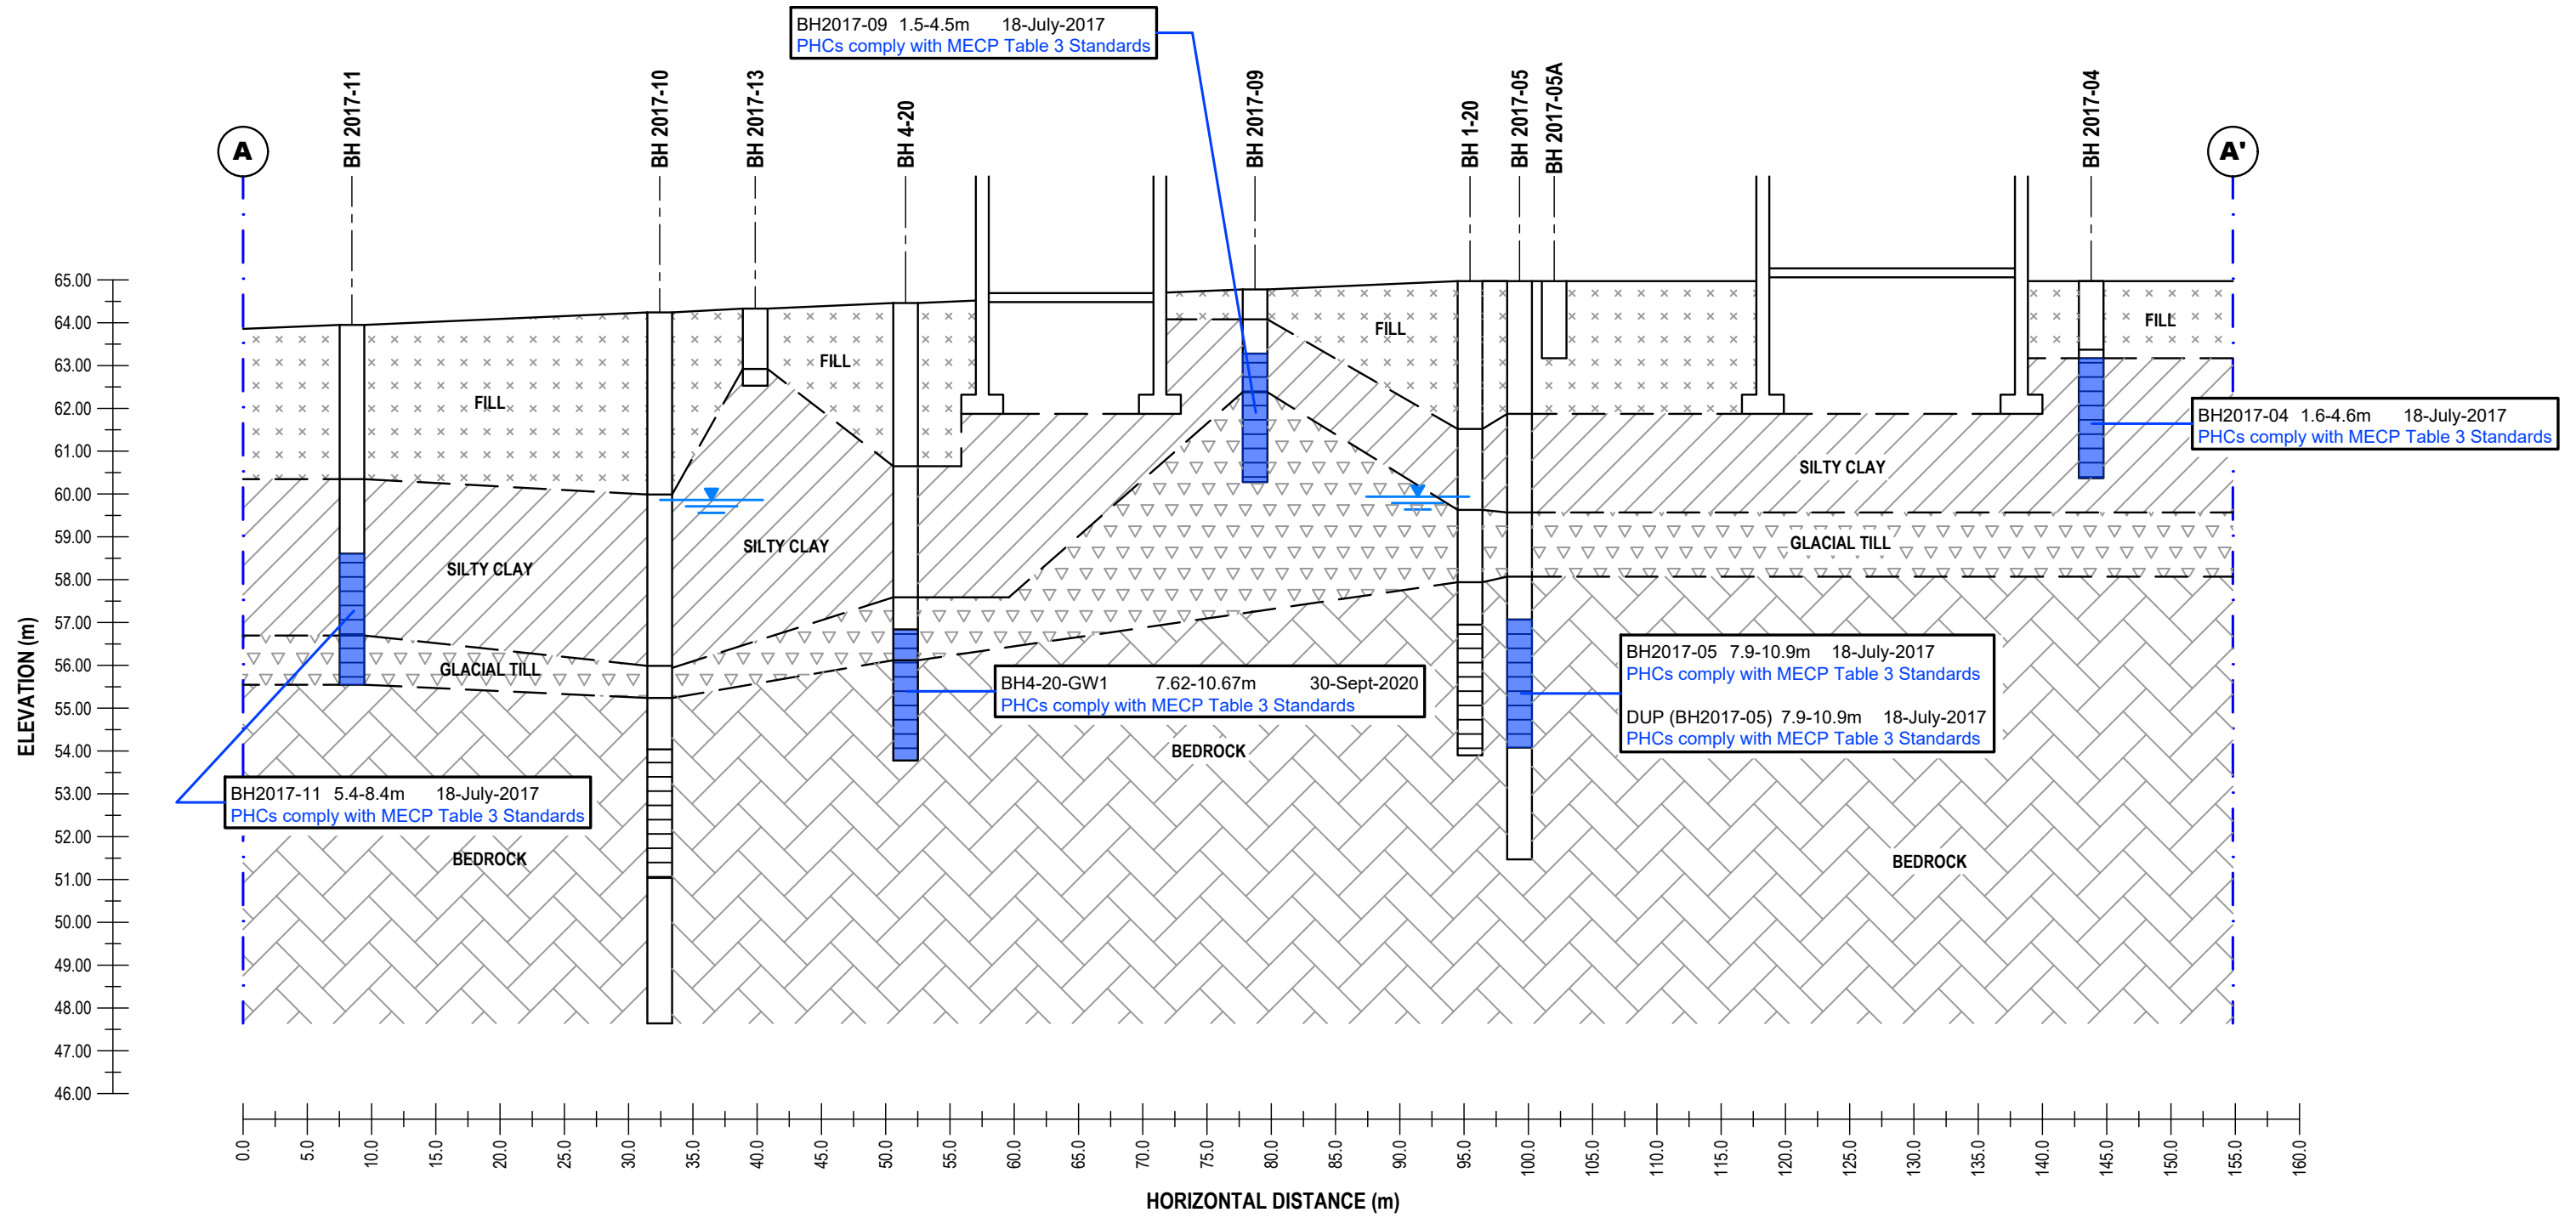 BH2017-09 1.5-4.5m 18-July-2017
PHCs comply with MECP Table 3 Standards
BH 2017-11
BH 2017-10
BH 2017-13
BH 4-20
BH 2017-09
BH 1-20
BH 2017-05
BH 2017-05A
BH 2017-04
A
A'
65.00
64.00
63.00
62.00
61.00
60.00
59.00
58.00
57.00
56.00
55.00
54.00
53.00
52.00
51.00
50.00
49.00
48.00
47.00
46.00
ELEVATION (m)
FILL
FILL
FILL
FILL
SILTY CLAY
SILTY CLAY
SILTY CLAY
GLACIAL TILL
GLACIAL TILL
BEDROCK
BEDROCK
BEDROCK
BH2017-04 1.6-4.6m 18-July-2017
PHCs comply with MECP Table 3 Standards
BH2017-05 7.9-10.9m 18-July-2017
PHCs comply with MECP Table 3 Standards
DUP (BH2017-05) 7.9-10.9m 18-July-2017
PHCs comply with MECP Table 3 Standards
BH4-20-GW1 7.62-10.67m 30-Sept-2020
PHCs comply with MECP Table 3 Standards
BH2017-11 5.4-8.4m 18-July-2017
PHCs comply with MECP Table 3 Standards
0.0
5.0
10.0
15.0
20.0
25.0
30.0
35.0
40.0
45.0
50.0
55.0
60.0
65.0
70.0
75.0
80.0
85.0
90.0
95.0
100.0
105.0
110.0
115.0
120.0
125.0
130.0
135.0
140.0
145.0
150.0
155.0
160.0
HORIZONTAL DISTANCE (m)